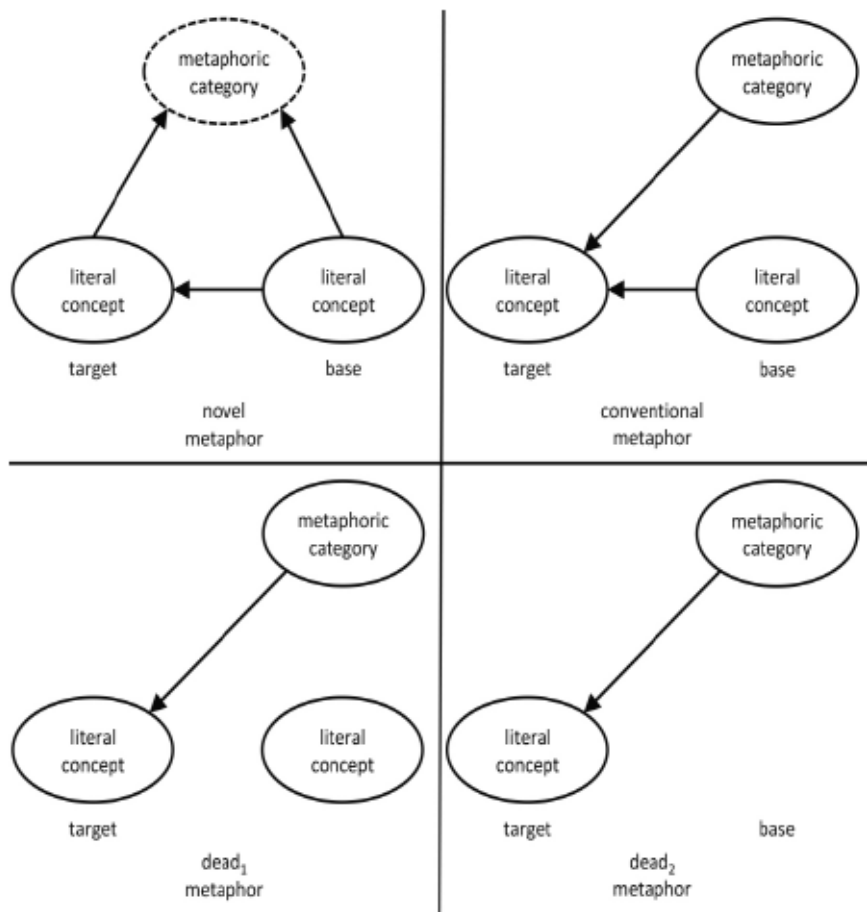 metaphoric
category
literal
concept
literal
concept
target
base
novel
metaphor
metaphoric
category
literal
concept
literal
concept
target
base
conventional
metaphor
metaphoric
category
literal
concept
literal
concept
target
dead₁
metaphor
metaphoric
category
literal
concept
target
base
dead₂
metaphor